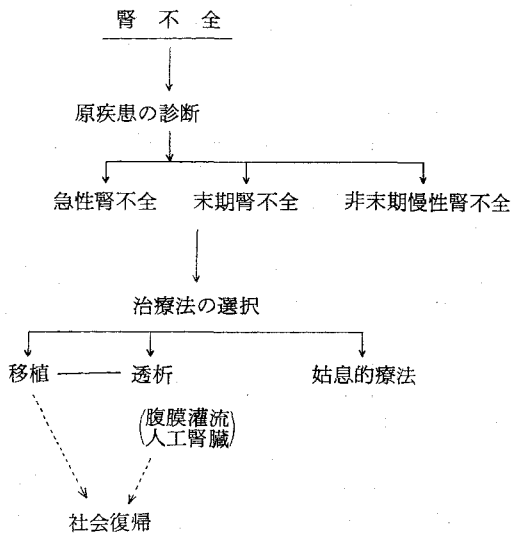 腎不全
原疾患の診断
急性腎不全 末期腎不全 非末期慢性腎不全
治療法の選択
移植 透析 姑息的療法
(腹膜灌流
人工腎臓)
社会復帰